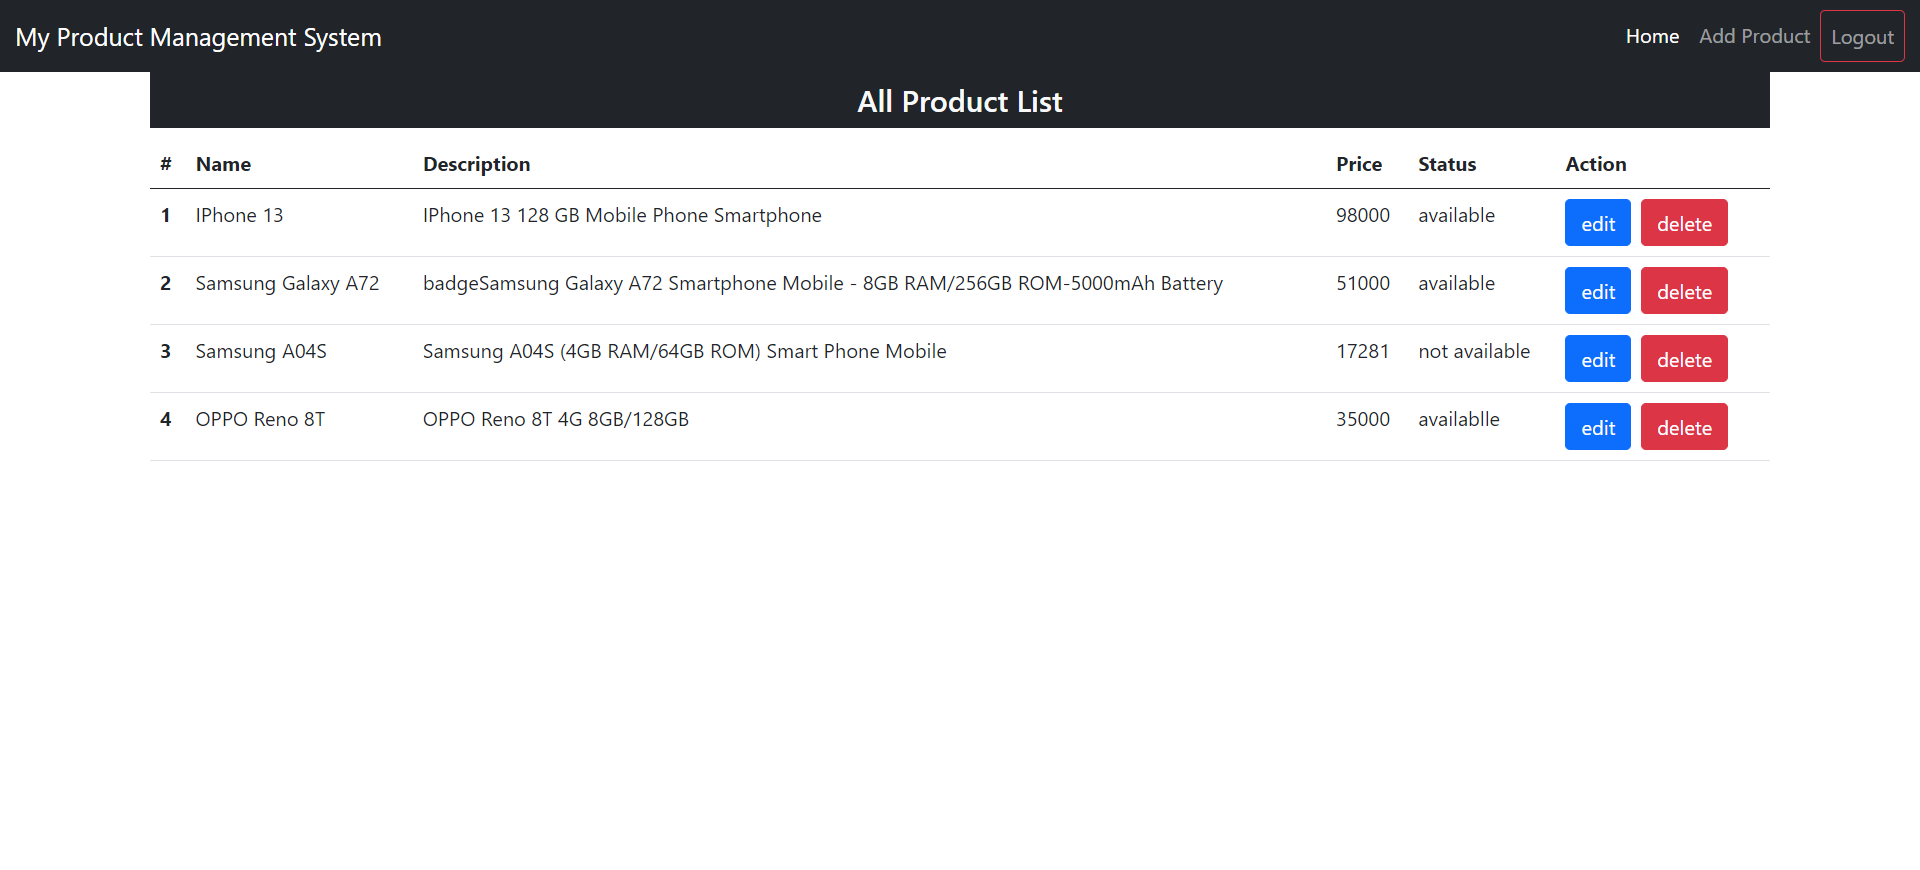 My Product Management System Home Add Product Logout
All Product List
# Name Description Price Status Action
1 IPhone 13 IPhone 13 128 GB Mobile Phone Smartphone 98000 available edit delete
2 Samsung Galaxy A72 badgeSamsung Galaxy A72 Smartphone Mobile - 8GB RAM/256GB ROM-5000mAh Battery 51000 available edit delete
3 Samsung A04S Samsung A04S (4GB RAM/64GB ROM) Smart Phone Mobile 17281 not available edit delete
4 OPPO Reno 8T OPPO Reno 8T 4G 8GB/128GB 35000 availablle edit delete